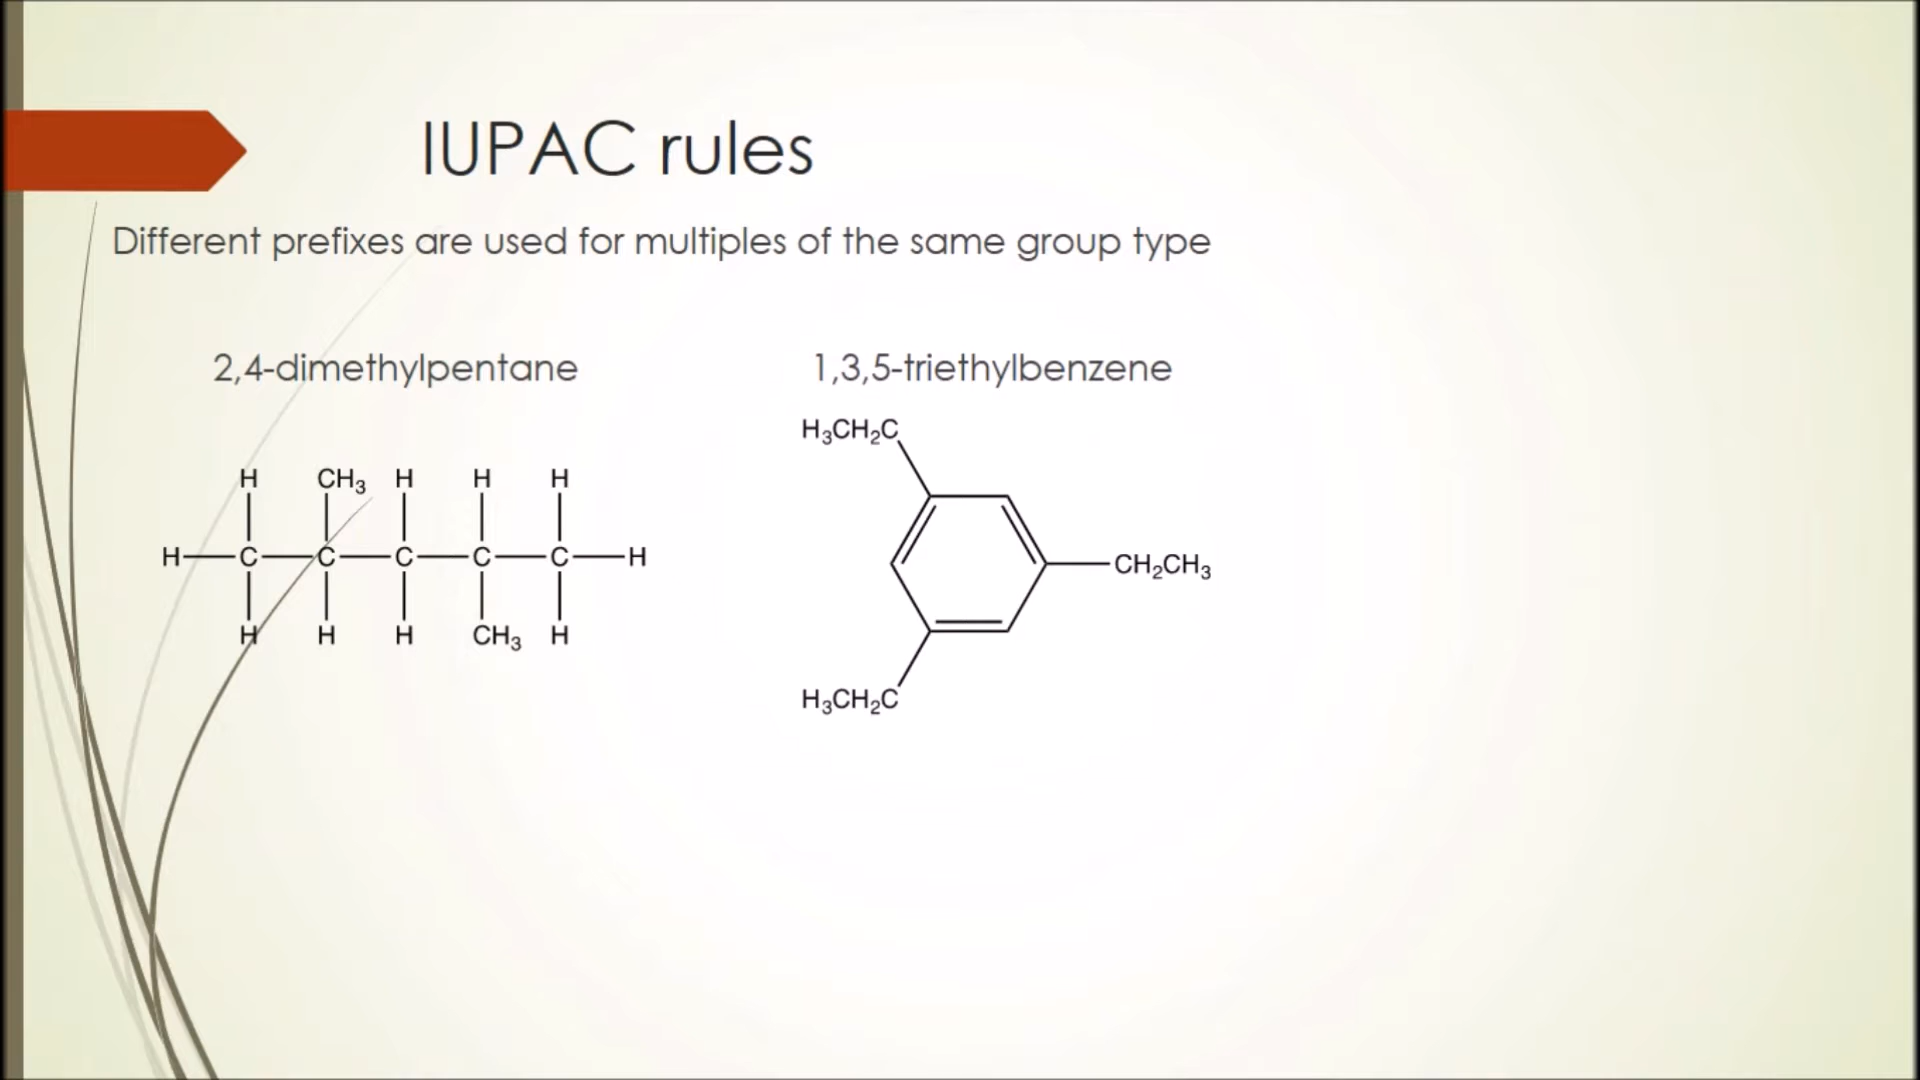 IUPAC rules
Different prefixes are used for multiples of the same group type
2,4-dimethylpentane
H CH₃ H H H
H C C C C C H
H H H CH₃ H
1,3,5-triethylbenzene
H₃CH₂C
CH₂CH₃
H₃CH₂C